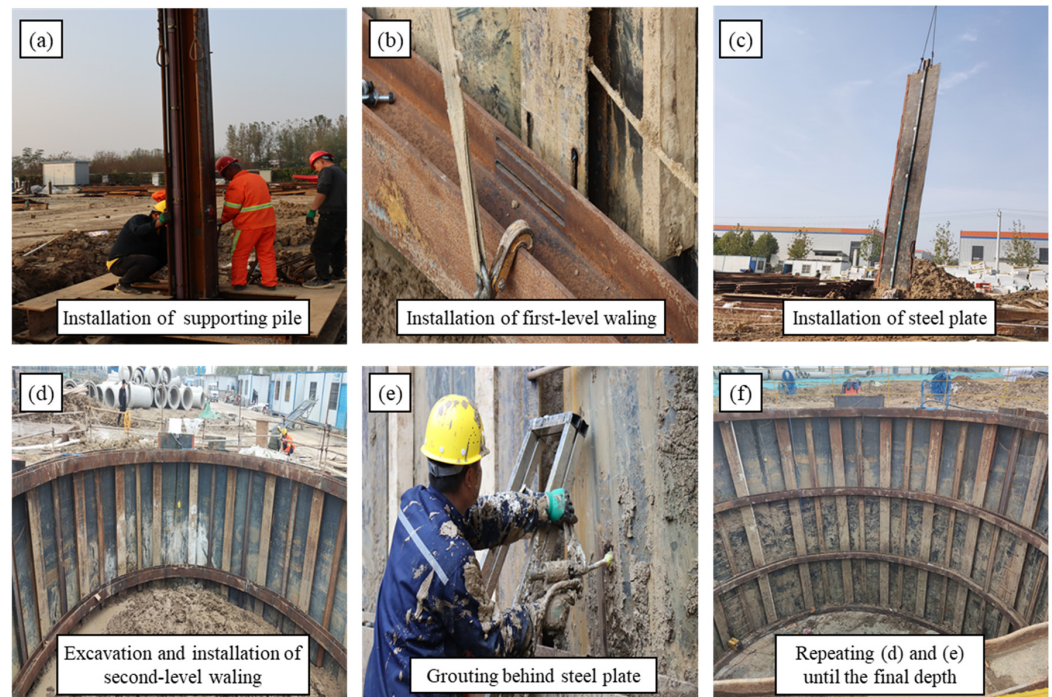 (a)
Installation of supporting pile
(b)
Installation of first-level waling
(c)
Installation of steel plate
(d)
Excavation and installation of
second-level waling
(e)
Grouting behind steel plate
(f)
Repeating (d) and (e)
until the final depth